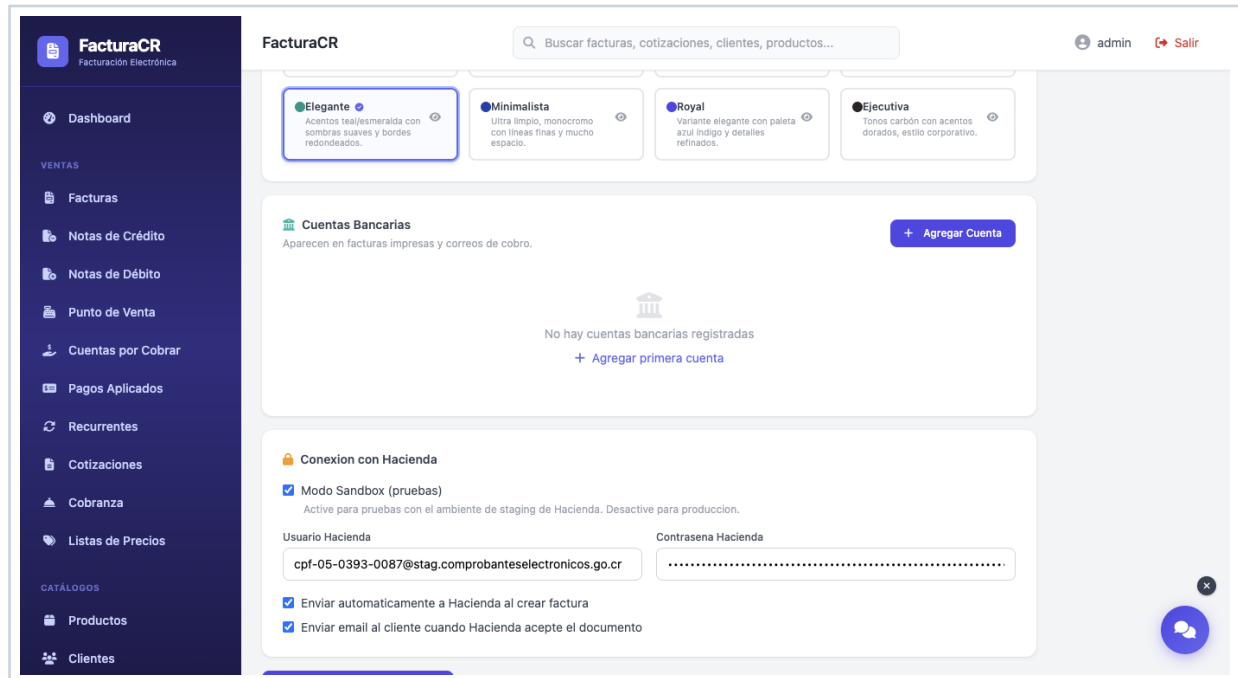 FacturaCR
Facturación Electrónica
Dashboard
VENTAS
Facturas
Notas de Crédito
Notas de Débito
Punto de Venta
Cuentas por Cobrar
Pagos Aplicados
Recurrentes
Cotizaciones
Cobranza
Listas de Precios
CATÁLOGOS
Productos
Clientes
FacturaCR
Buscar facturas, cotizaciones, clientes, productos...
admin
Salir
Elegante
Acentos teal/esmeralda con
sombras suaves y bordes
redondeados.
Minimalista
Ultra limpio, monocromo
con líneas finas y mucho
espacio.
Royal
Variante elegante con paleta
azul índigo y detalles
refinados.
Ejecutiva
Tonos carbón con acentos
dorados, estilo corporativo.
Cuentas Bancarias
Aparecen en facturas impresas y correos de cobro.
+ Agregar Cuenta
No hay cuentas bancarias registradas
+ Agregar primera cuenta
Conexion con Hacienda
Modo Sandbox (pruebas)
Active para pruebas con el ambiente de staging de Hacienda. Desactive para produccion.
Usuario Hacienda
cpf-05-0393-0087@stag.comprobanteselectronicos.go.cr
Contrasena Hacienda
Enviar automaticamente a Hacienda al crear factura
Enviar email al cliente cuando Hacienda acepte el documento